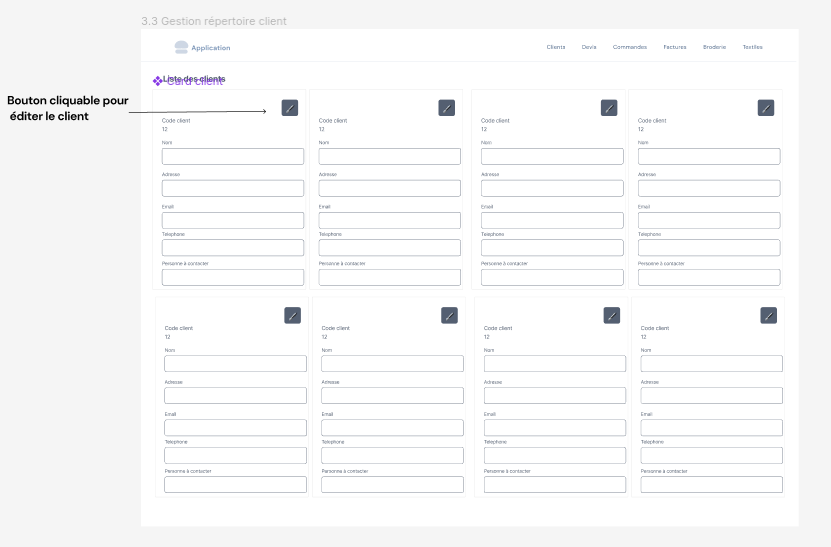 3.3 Gestion répertoire client
Application
Clients Devis Commandes Factures Broderie Textiles
Liste des clients
Card client
Bouton cliquable pour
éditer le client
Code client Code client Code client Code client
12 12 12 12
Nom Nom Nom Nom
Adresse Adresse Adresse Adresse
Email Email Email Email
Telephone Telephone Telephone Telephone
Personne à contacter Personne à contacter Personne à contacter Personne à contacter
Code client Code client Code client Code client
12 12 12 12
Nom Nom Nom Nom
Adresse Adresse Adresse Adresse
Email Email Email Email
Telephone Telephone Telephone Telephone
Personne à contacter Personne à contacter Personne à contacter Personne à contacter